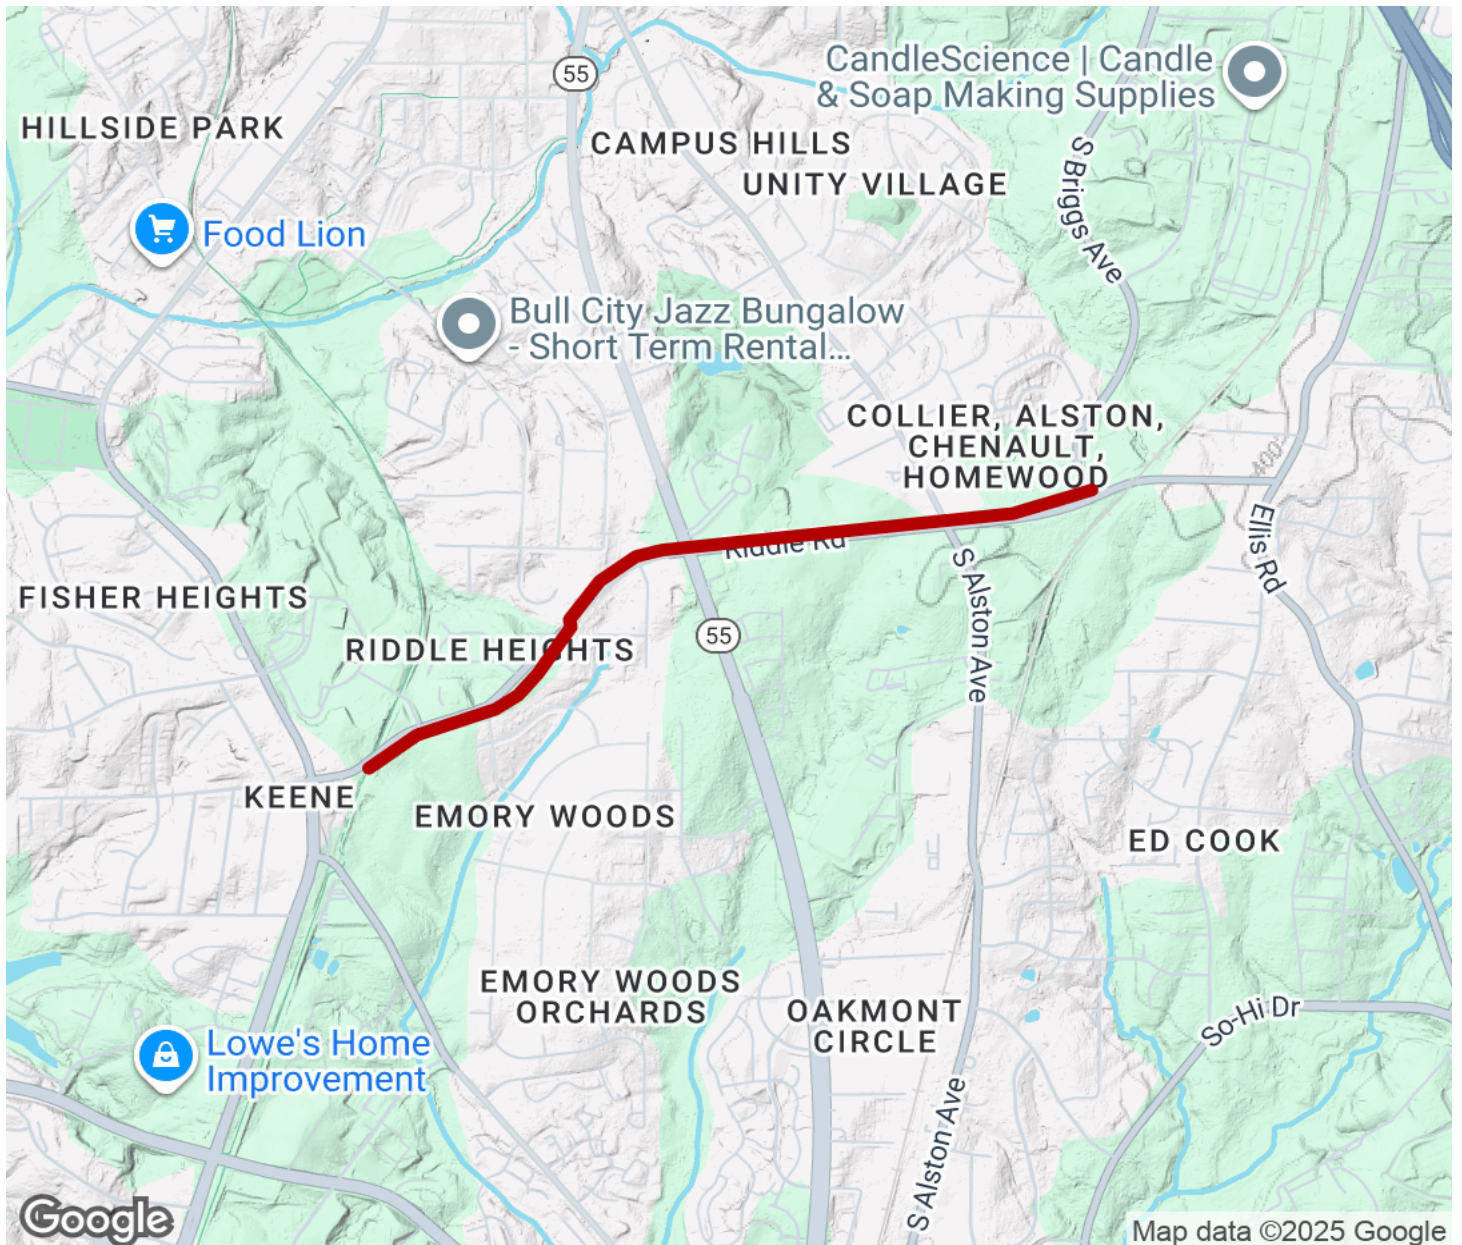 55
CandleScience | Candle
& Soap Making Supplies
HILLSIDE PARK
CAMPUS HILLS
UNITY VILLAGE
S Briggs Ave
Food Lion
Bull City Jazz Bungalow
- Short Term Rental...
COLLIER, ALSTON,
CHENAULT,
HOMEWOOD
400
Ellis Rd
Riddle Rd
S Alston Ave
FISHER HEIGHTS
55
RIDDLE HEIGHTS
KEENE
EMORY WOODS
ED COOK
EMORY WOODS
ORCHARDS
OAKMONT
CIRCLE
So-Hi Dr
Lowe's Home
Improvement
S Alston Ave
Google
Map data ©2025 Google